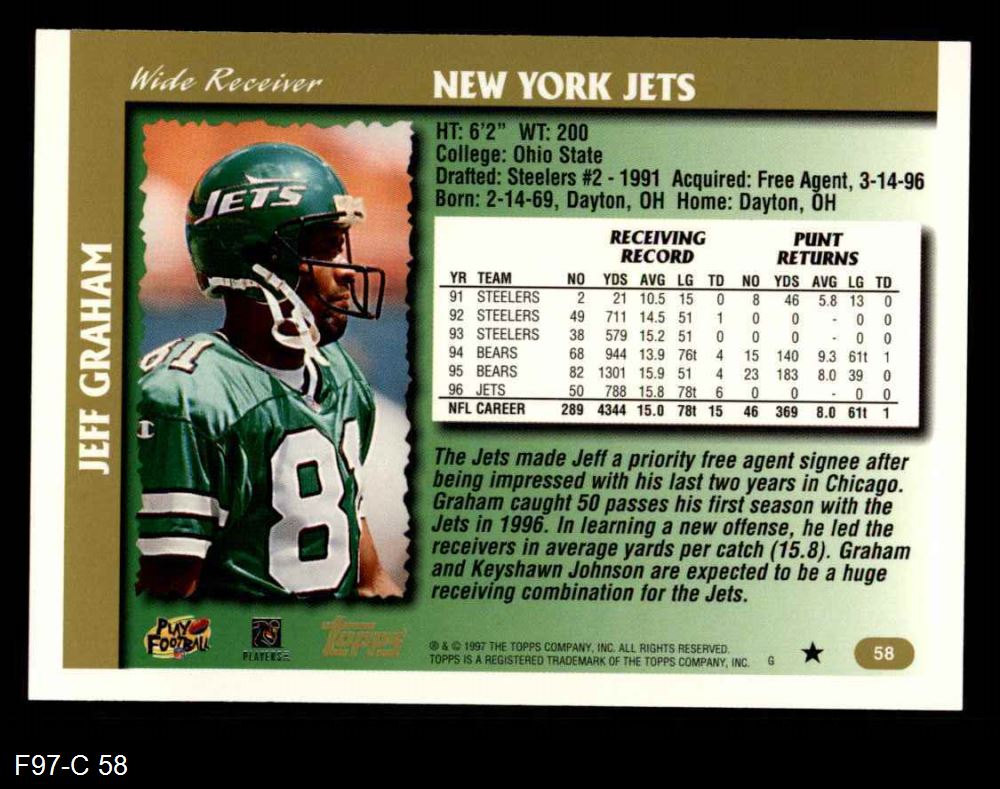 Wide Receiver
NEW YORK JETS
JEFF GRAHAM
JETS
81
81
HT: 6'2" WT: 200
College: Ohio State
Drafted: Steelers #2 - 1991 Acquired: Free Agent, 3-14-96
Born: 2-14-69, Dayton, OH Home: Dayton, OH
RECEIVING RECORD PUNT RETURNS
YR TEAM NO YDS AVG LG TD NO YDS AVG LG TD
91 STEELERS 2 21 10.5 15 0 8 46 5.8 13 0
92 STEELERS 49 711 14.5 51 1 0 0 - 0 0
93 STEELERS 38 579 15.2 51 0 0 0 - 0 0
94 BEARS 68 944 13.9 76t 4 15 140 9.3 61t 1
95 BEARS 82 1301 15.9 51 4 23 183 8.0 39 0
96 JETS 50 788 15.8 78t 6 0 0 - 0 0
NFL CAREER 289 4344 15.0 78t 15 46 369 8.0 61t 1
The Jets made Jeff a priority free agent signee after
being impressed with his last two years in Chicago.
Graham caught 50 passes his first season with the
Jets in 1996. In learning a new offense, he led the
receivers in average yards per catch (15.8). Graham
and Keyshawn Johnson are expected to be a huge
receiving combination for the Jets.
PLAY FOOTBALL
PLAYERS
Topps
® & © 1997 THE TOPPS COMPANY, INC. ALL RIGHTS RESERVED.
TOPPS IS A REGISTERED TRADEMARK OF THE TOPPS COMPANY, INC. G
58
F97-C 58